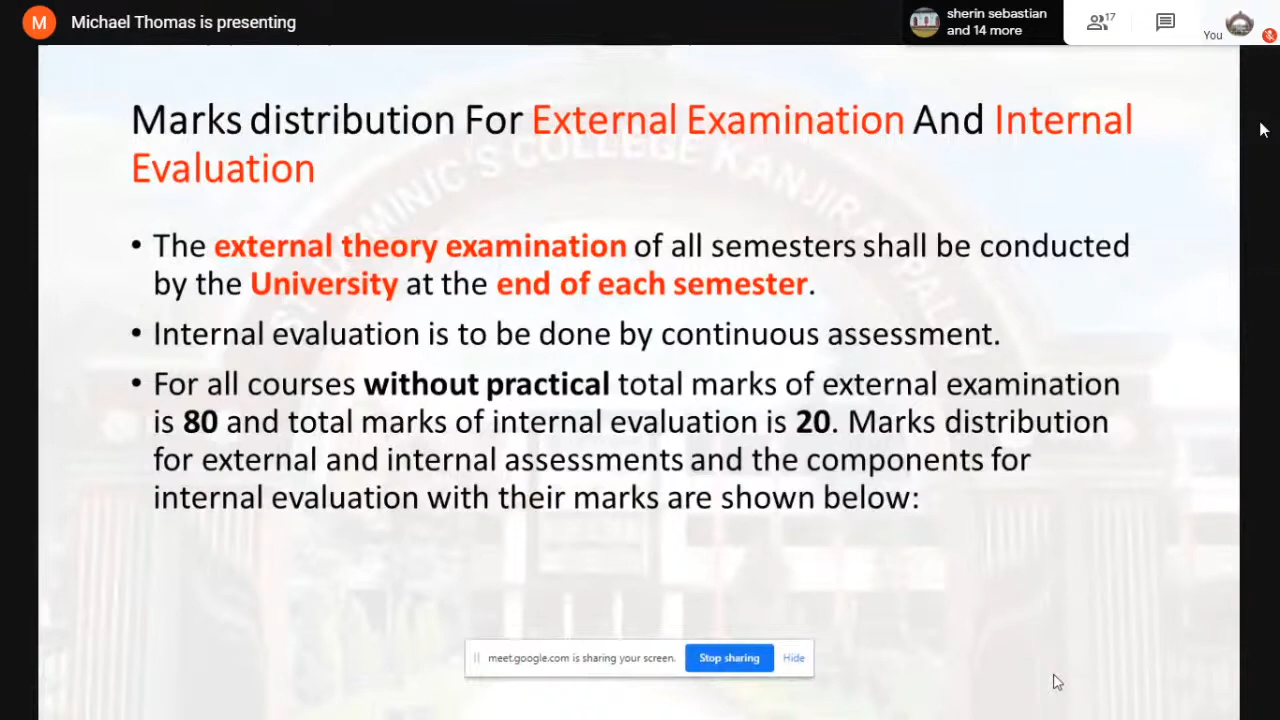 M
Michael Thomas is presenting
sherin sebastian
and 14 more
17
You
Marks distribution For External Examination And Internal
Evaluation
ST. DOMINIC'S COLLEGE KANJIRAPPALLY
• The external theory examination of all semesters shall be conducted
by the University at the end of each semester.
• Internal evaluation is to be done by continuous assessment.
• For all courses without practical total marks of external examination
is 80 and total marks of internal evaluation is 20. Marks distribution
for external and internal assessments and the components for
internal evaluation with their marks are shown below:
meet.google.com is sharing your screen.
Stop sharing
Hide